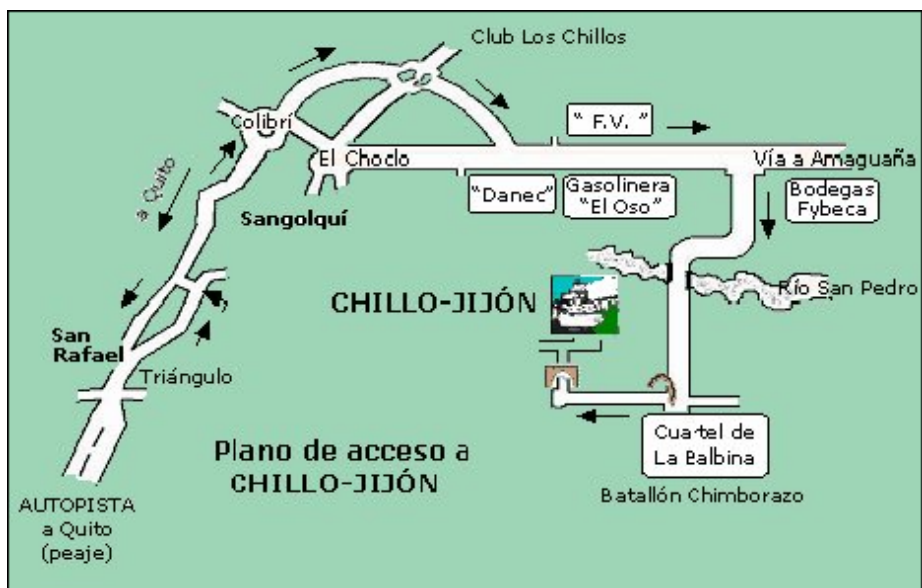 Club Los Chillos
" F.V. "
Colibrí
El Choclo
Vía a Amaguaña
a Quito
"Danec"
Gasolinera
"El Oso"
Bodegas
Fybeca
Sangolquí
CHILLO-JIJÓN
Río San Pedro
San
Rafael
Triángulo
Cuartel de
La Balbina
Plano de acceso a
CHILLO-JIJÓN
Batallón Chimborazo
AUTOPISTA
a Quito
(peaje)